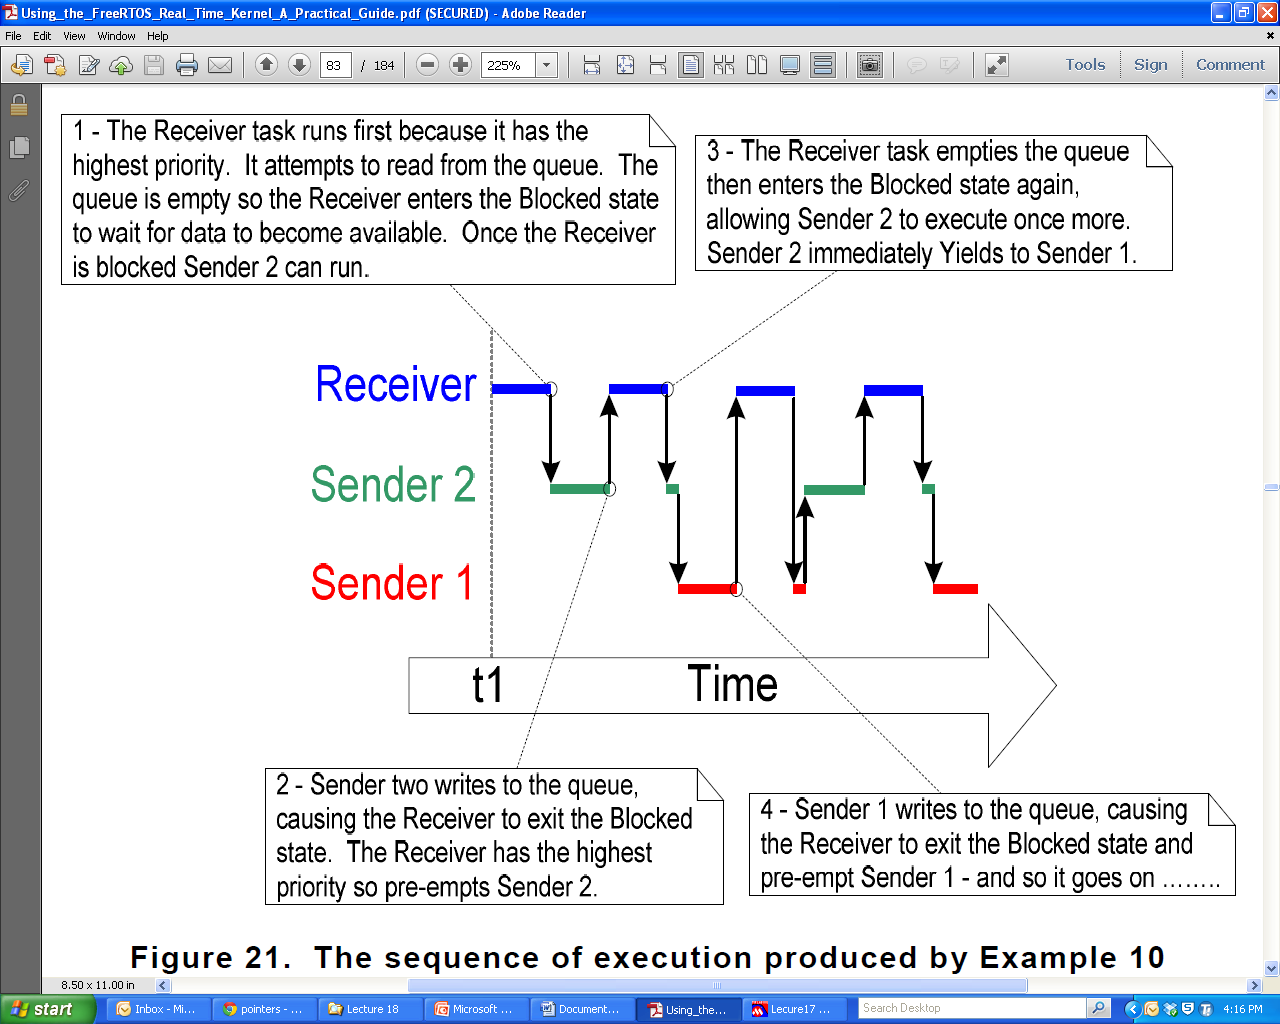 Using_the_FreeRTOS_Real_Time_Kernel_A_Practical_Guide.pdf (SECURED) - Adobe Reader
File Edit View Window Help
83 / 184 225% Tools Sign Comment
1 - The Receiver task runs first because it has the
highest priority. It attempts to read from the queue. The
queue is empty so the Receiver enters the Blocked state
to wait for data to become available. Once the Receiver
is blocked Sender 2 can run.
3 - The Receiver task empties the queue
then enters the Blocked state again,
allowing Sender 2 to execute once more.
Sender 2 immediately Yields to Sender 1.
Receiver
Sender 2
Sender 1
t1 Time
2 - Sender two writes to the queue,
causing the Receiver to exit the Blocked
state. The Receiver has the highest
priority so pre-empts Sender 2.
4 - Sender 1 writes to the queue, causing
the Receiver to exit the Blocked state and
pre-empt Sender 1 - and so it goes on ........
Figure 21. The sequence of execution produced by Example 10
8.50 x 11.00 in
start Inbox - Mi... pointers - ... Lecture 18 Microsoft ... Document... Using_the... Lecure17 ... Search Desktop 4:16 PM